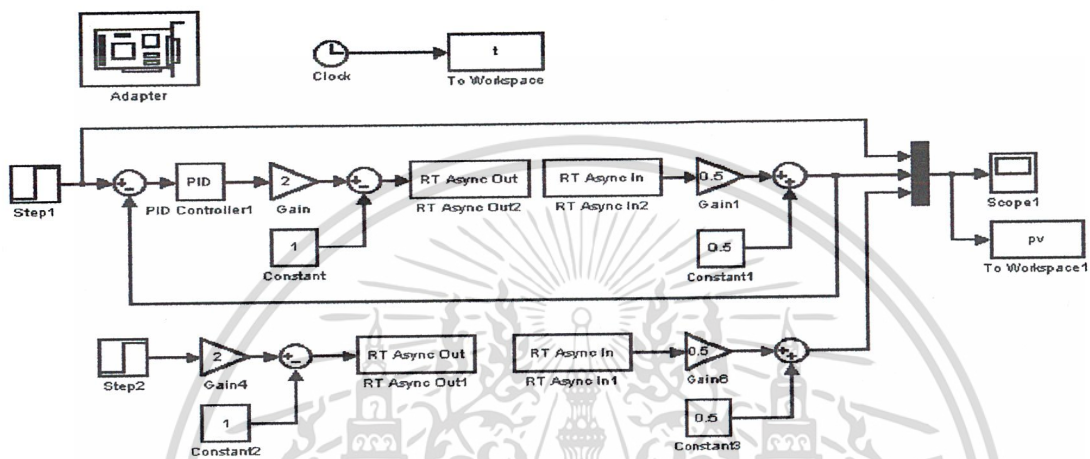 Adapter
Clock
t
To Workspace
Step1
PID
PID Controller1
2
Gain
1
Constant
RT Async Out
RT Async Out2
RT Async In
RT Async In2
0.5
Gain1
0.5
Constant1
Scope1
pv
To Workspace1
Step2
2
Gain4
1
Constant2
RT Async Out
RT Async Out1
RT Async In
RT Async In1
0.5
Gain6
0.5
Constant3